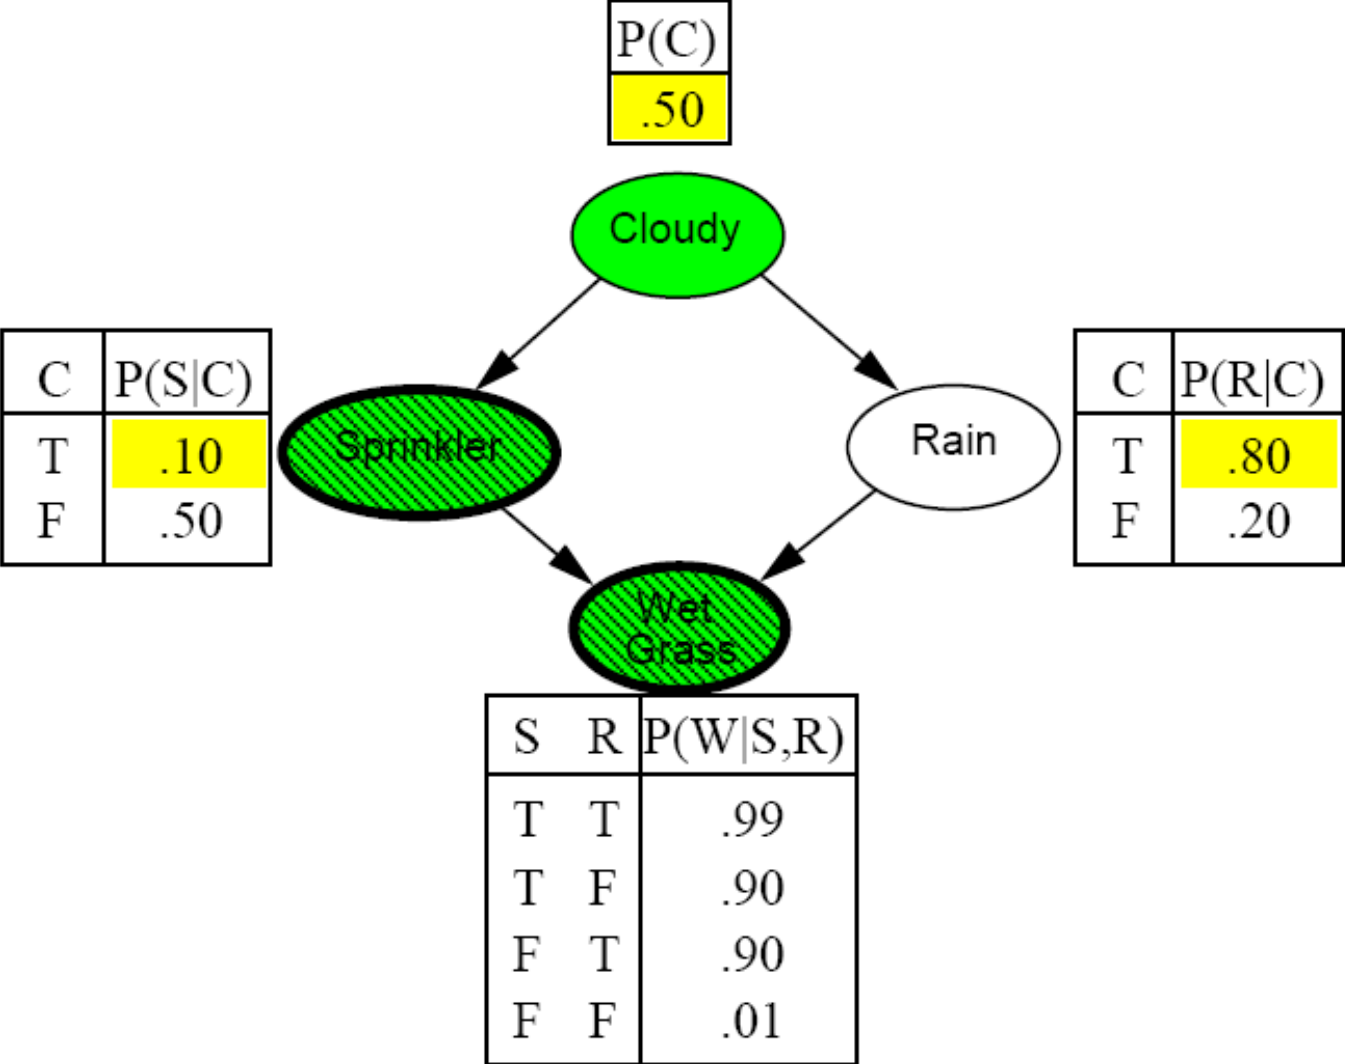 P(C)
.50
Cloudy
C P(S|C)
T .10
F .50
Sprinkler
Rain
C P(R|C)
T .80
F .20
Wet
Grass
S R P(W|S,R)
T T .99
T F .90
F T .90
F F .01